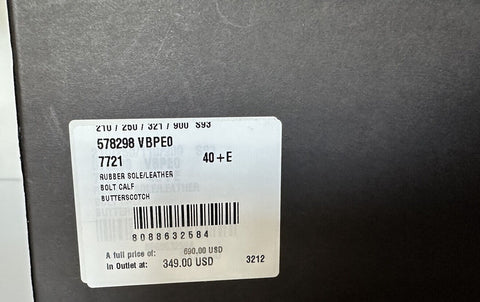 210 / 260 / 321 / 900 S93
578298 VBPE0
7721 40+E
RUBBER SOLE/LEATHER
BOLT CALF
BUTTERSCOTCH
8088632584
A full price of: 690.00 USD
In Outlet at: 349.00 USD 3212